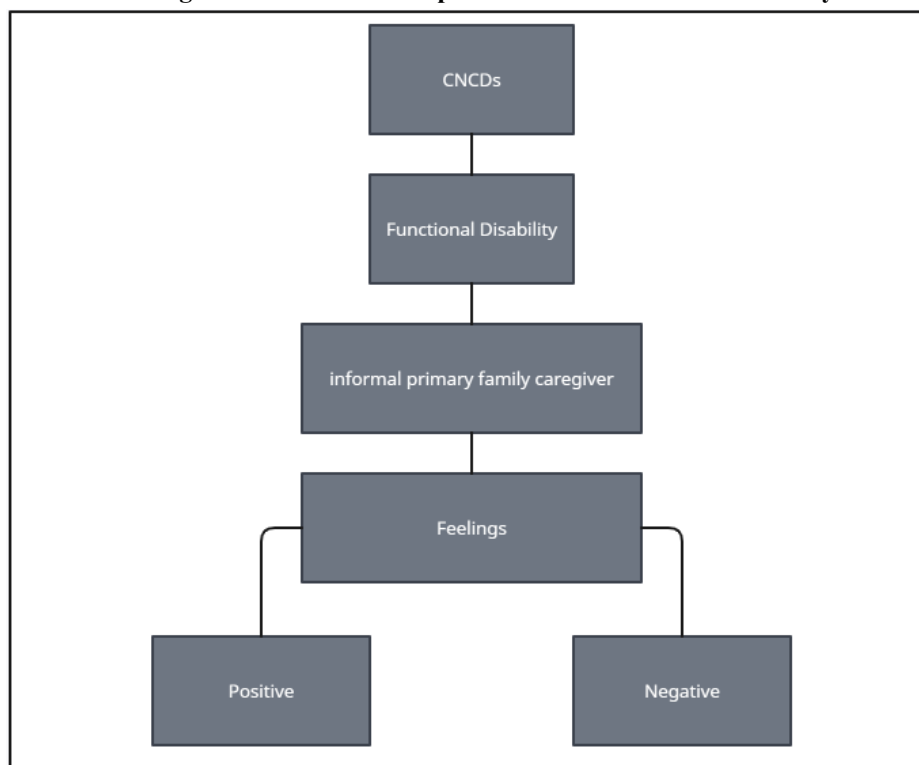 CNCDs
Functional Disability
informal primary family caregiver
Feelings
Positive
Negative